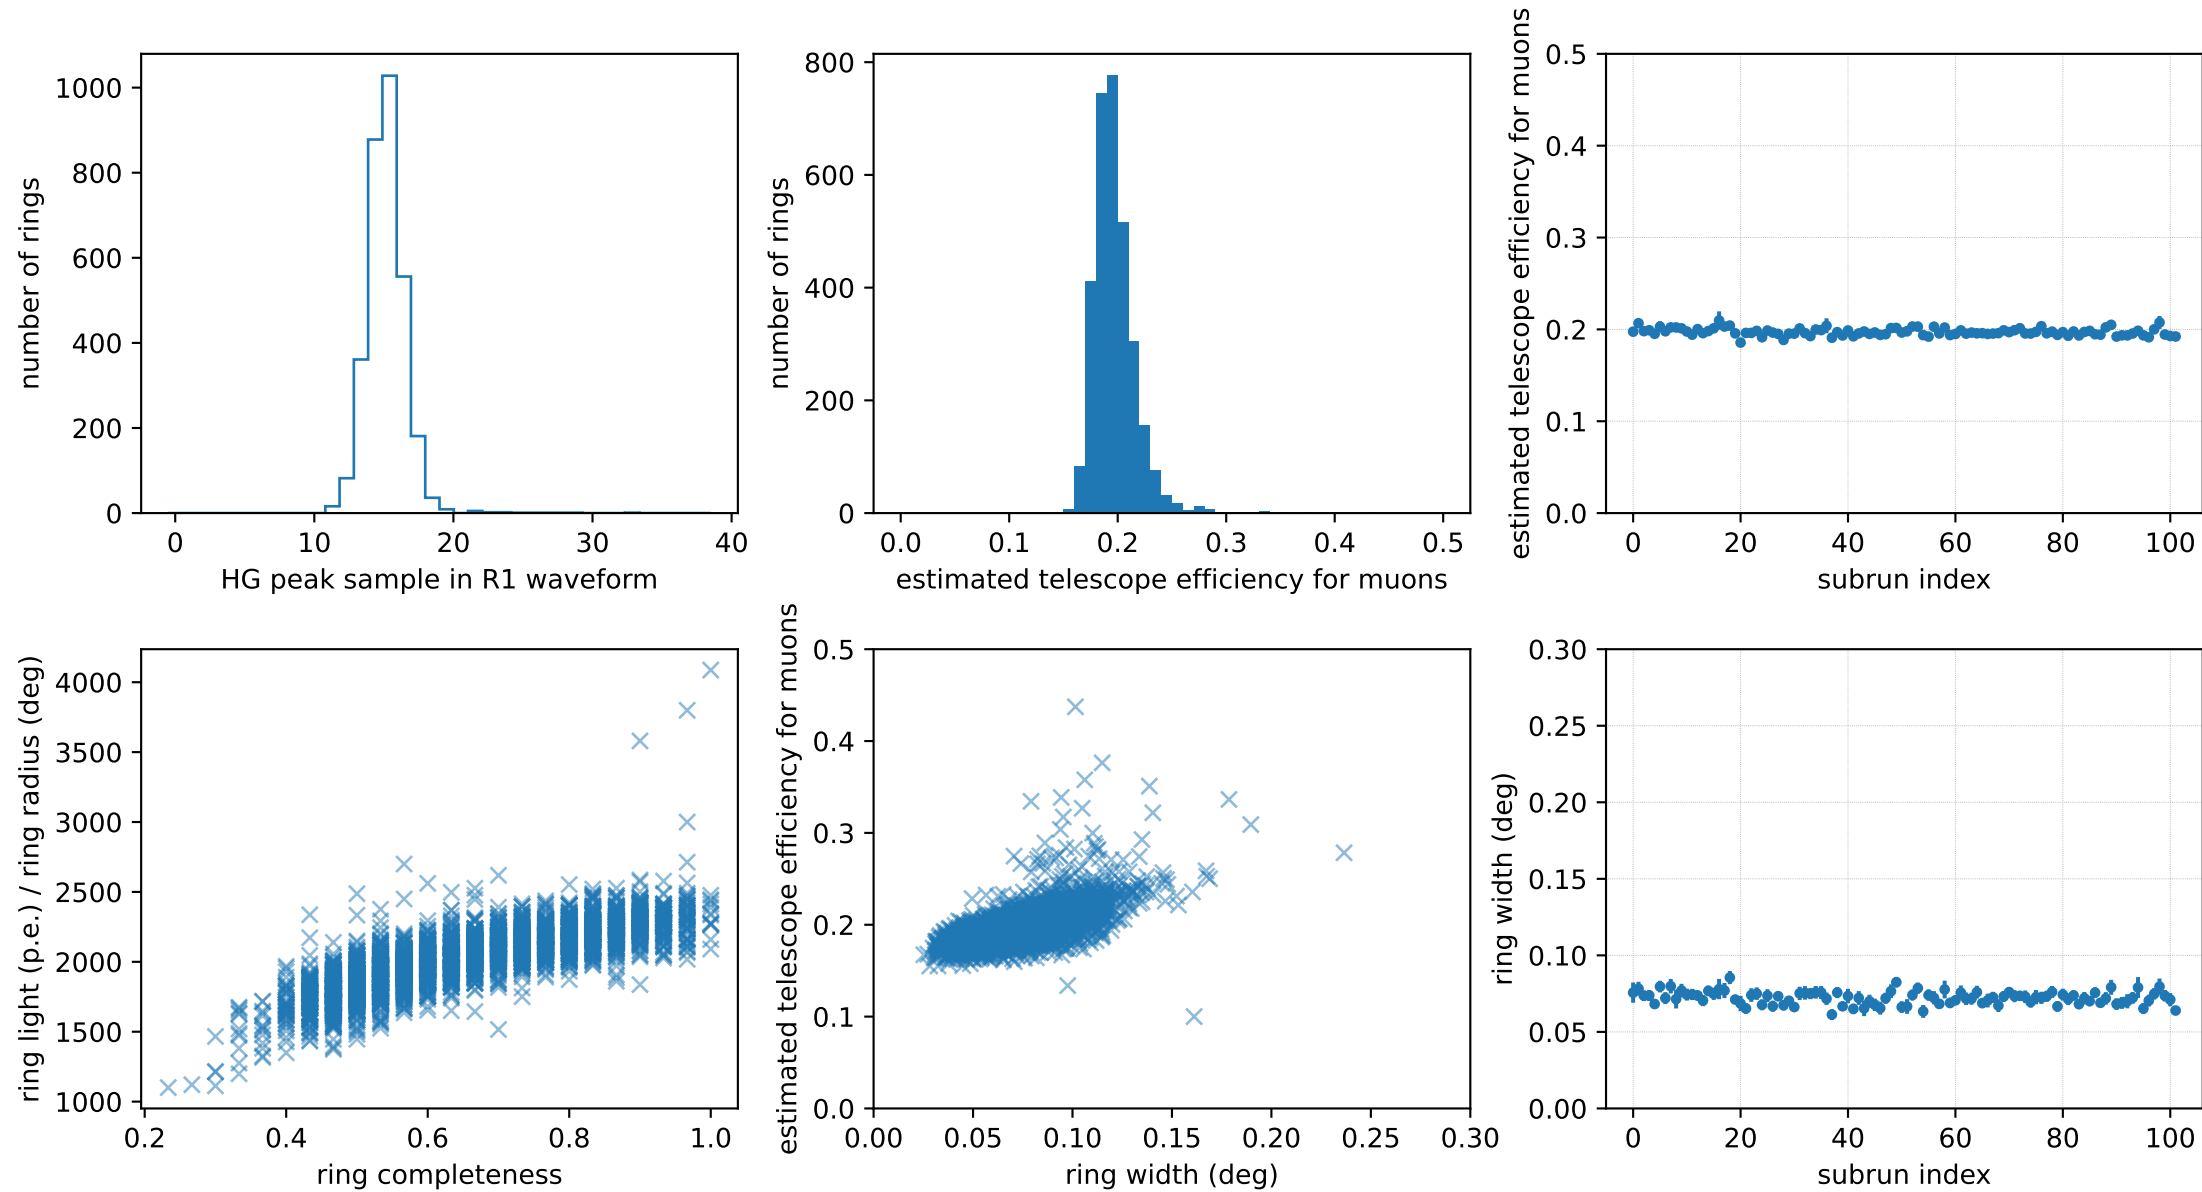 number of rings
1000
800
600
400
200
0
0 10 20 30 40
HG peak sample in R1 waveform
number of rings
800
600
400
200
0
0.0 0.1 0.2 0.3 0.4 0.5
estimated telescope efficiency for muons
estimated telescope efficiency for muons
0.5
0.4
0.3
0.2
0.1
0.0
0 20 40 60 80 100
subrun index
ring light (p.e.) / ring radius (deg)
4000
3500
3000
2500
2000
1500
1000
0.2 0.4 0.6 0.8 1.0
ring completeness
estimated telescope efficiency for muons
0.5
0.4
0.3
0.2
0.1
0.0
0.00 0.05 0.10 0.15 0.20 0.25 0.30
ring width (deg)
ring width (deg)
0.30
0.25
0.20
0.15
0.10
0.05
0.00
0 20 40 60 80 100
subrun index